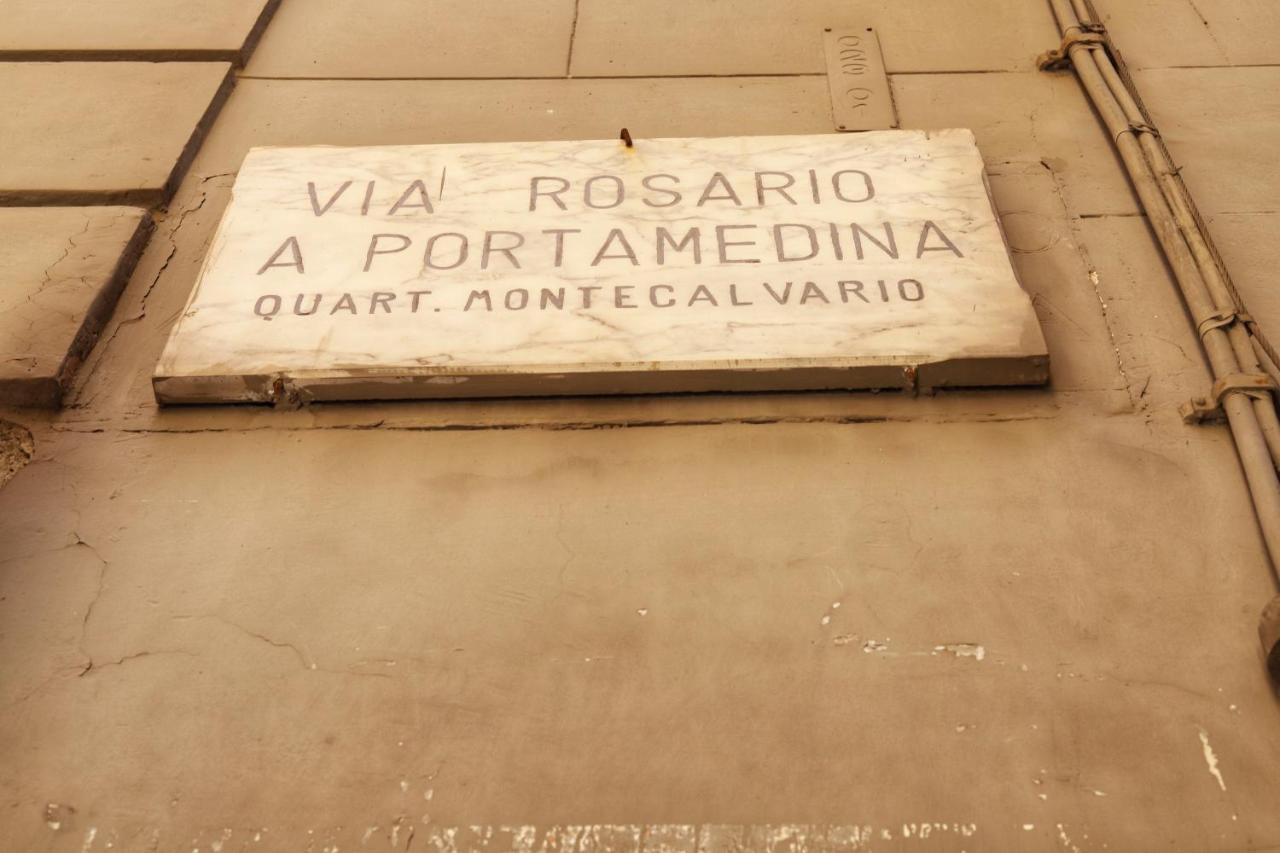 VIA ROSARIO
A PORTAMEDINA
QUART. MONTECALVARIO